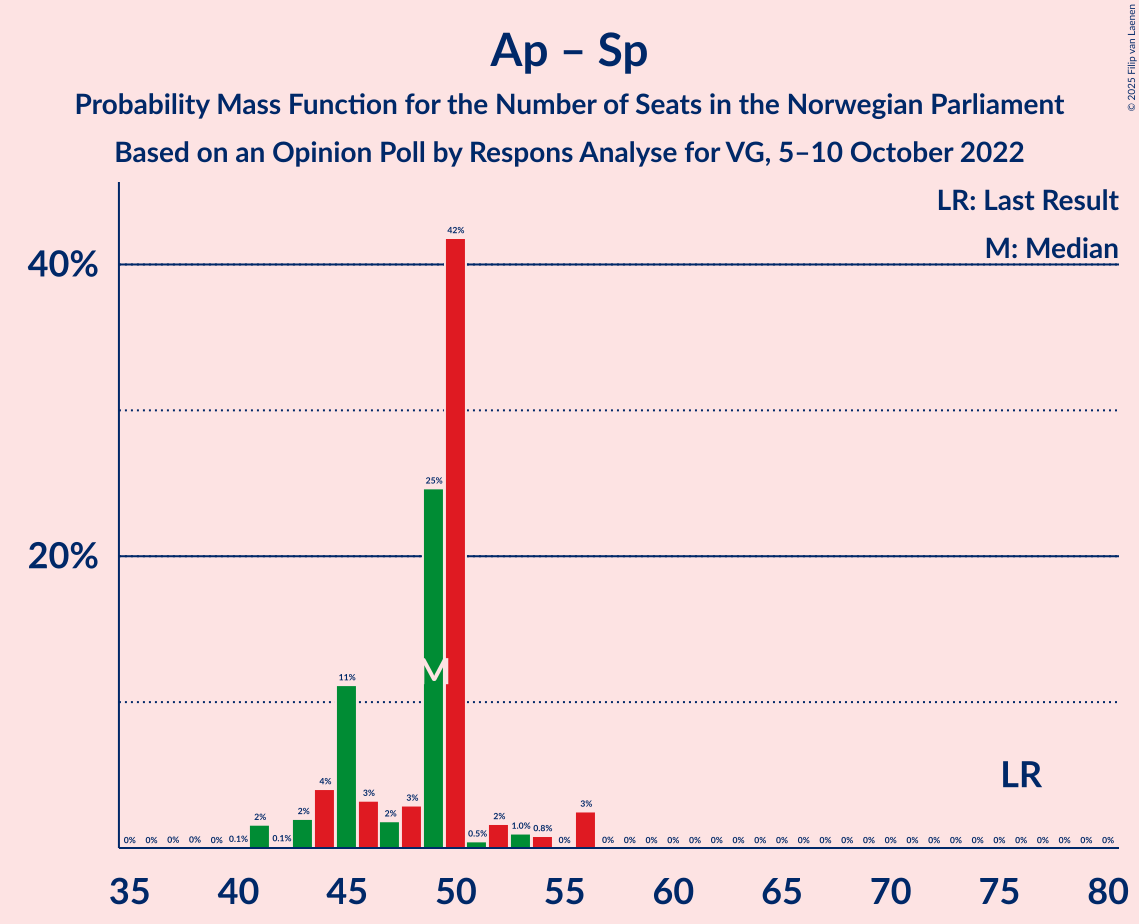 Ap – Sp
Probability Mass Function for the Number of Seats in the Norwegian Parliament
Based on an Opinion Poll by Respons Analyse for VG, 5–10 October 2022
© 2025 Filip van Laenen
LR: Last Result
M: Median
40%
20%
42%
25%
11%
4%
3%
3%
3%
2%
2%
2%
2%
0% 0% 0% 0% 0% 0.1% 0.1% 0.5% 1.0% 0.8% 0% 0% 0% 0% 0% 0% 0% 0% 0% 0% 0% 0% 0% 0% 0% 0% 0% 0% 0% 0% 0% 0% 0% 0% 0%
M
LR
35 40 45 50 55 60 65 70 75 80